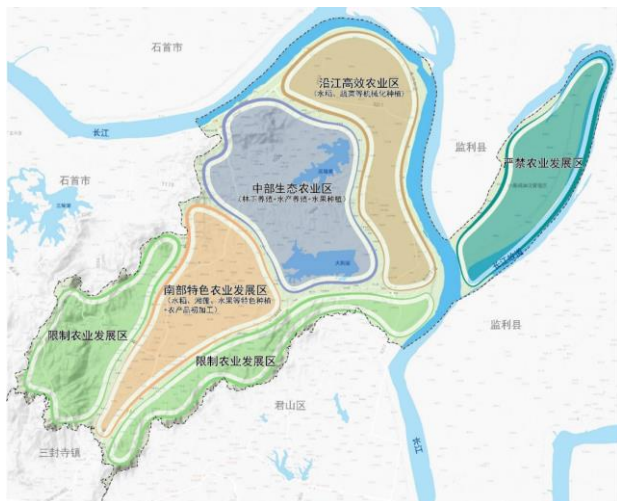 石首市
沿江高效农业区
(水稻、蔬菜等机械化种植)
长江
监利县
严禁农业发展区
石首市
中部生态农业区
(林下养殖+水产养殖+水果种植)
南部特色农业发展区
(水稻、湘莲、水果等特色种植
+农产品初加工)
监利县
限制农业发展区
限制农业发展区
君山区
长江
三封寺镇